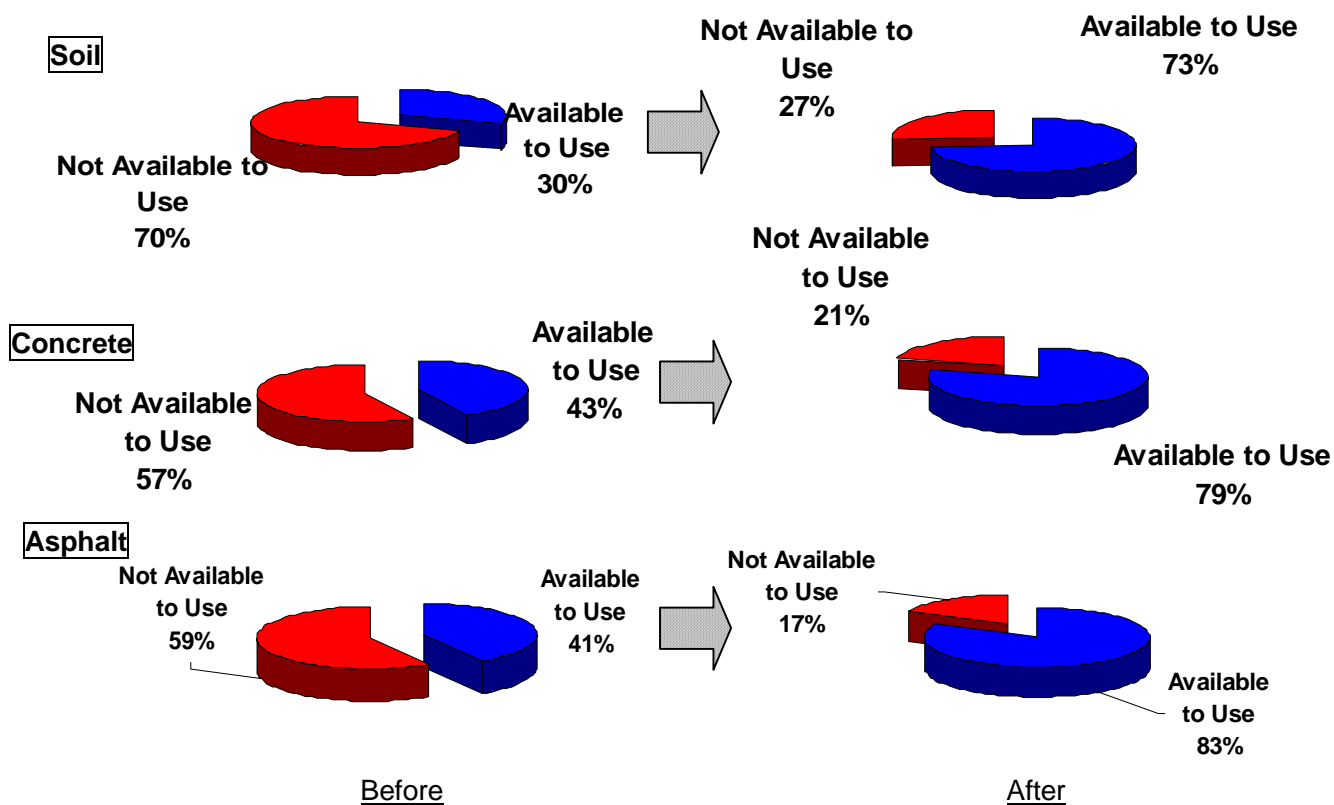 Soil
Not Available to
Use
70%
Available
to Use
30%
Not Available to
Use
27%
Available to Use
73%
Concrete
Not Available
to Use
57%
Available
to Use
43%
Not Available
to Use
21%
Available to Use
79%
Asphalt
Not Available
to Use
59%
Available
to Use
41%
Not Available
to Use
17%
Available
to Use
83%
Before
After